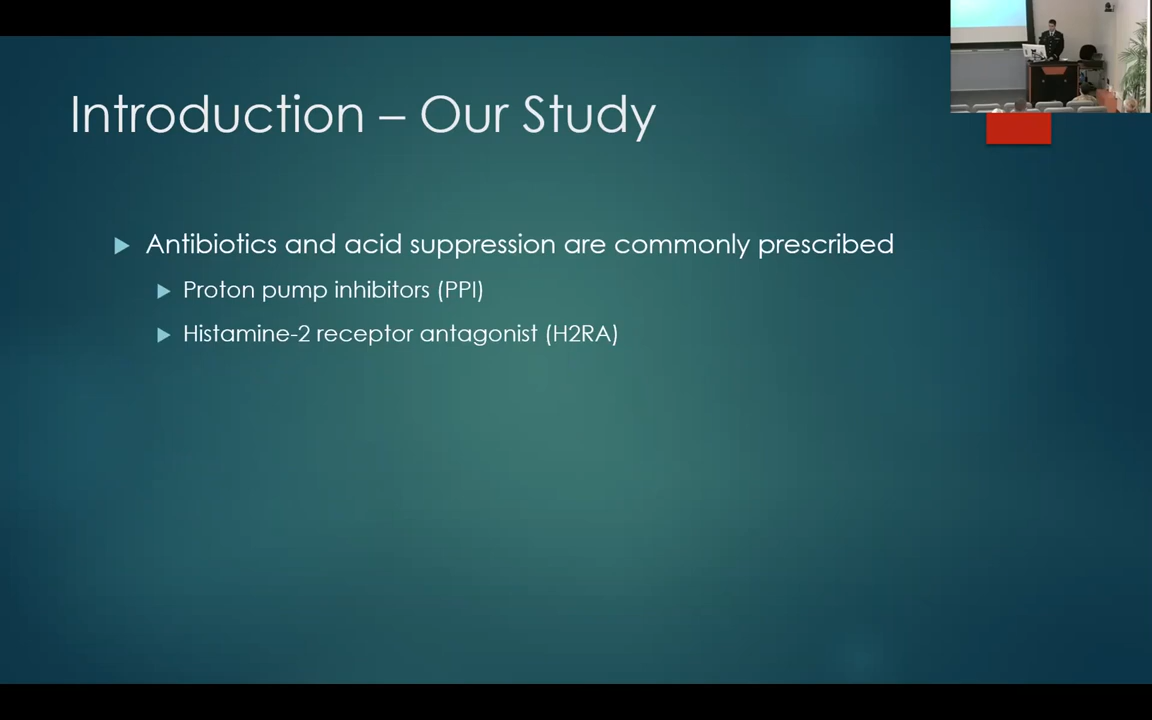 Introduction – Our Study
Antibiotics and acid suppression are commonly prescribed
Proton pump inhibitors (PPI)
Histamine-2 receptor antagonist (H2RA)